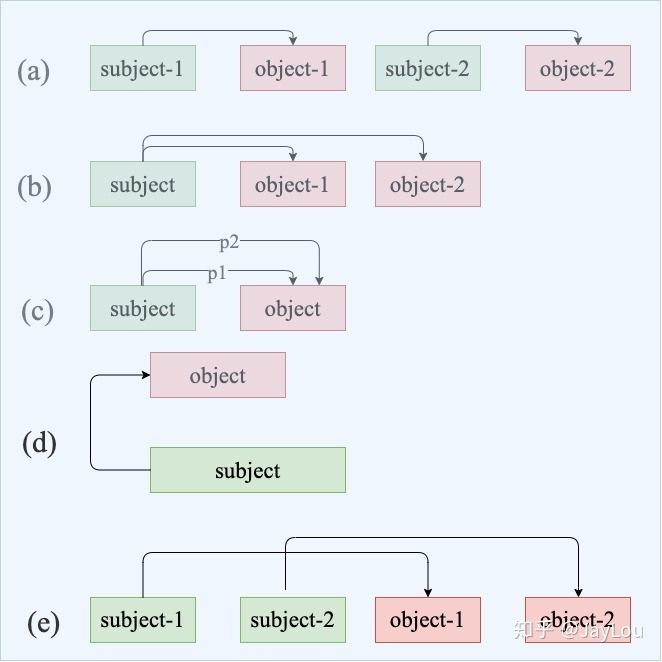 (a) subject-1 object-1 subject-2 object-2
(b) subject object-1 object-2
p2
p1
(c) subject object
object
(d)
subject
(e) subject-1 subject-2 object-1 object-2
知乎 @JayLou